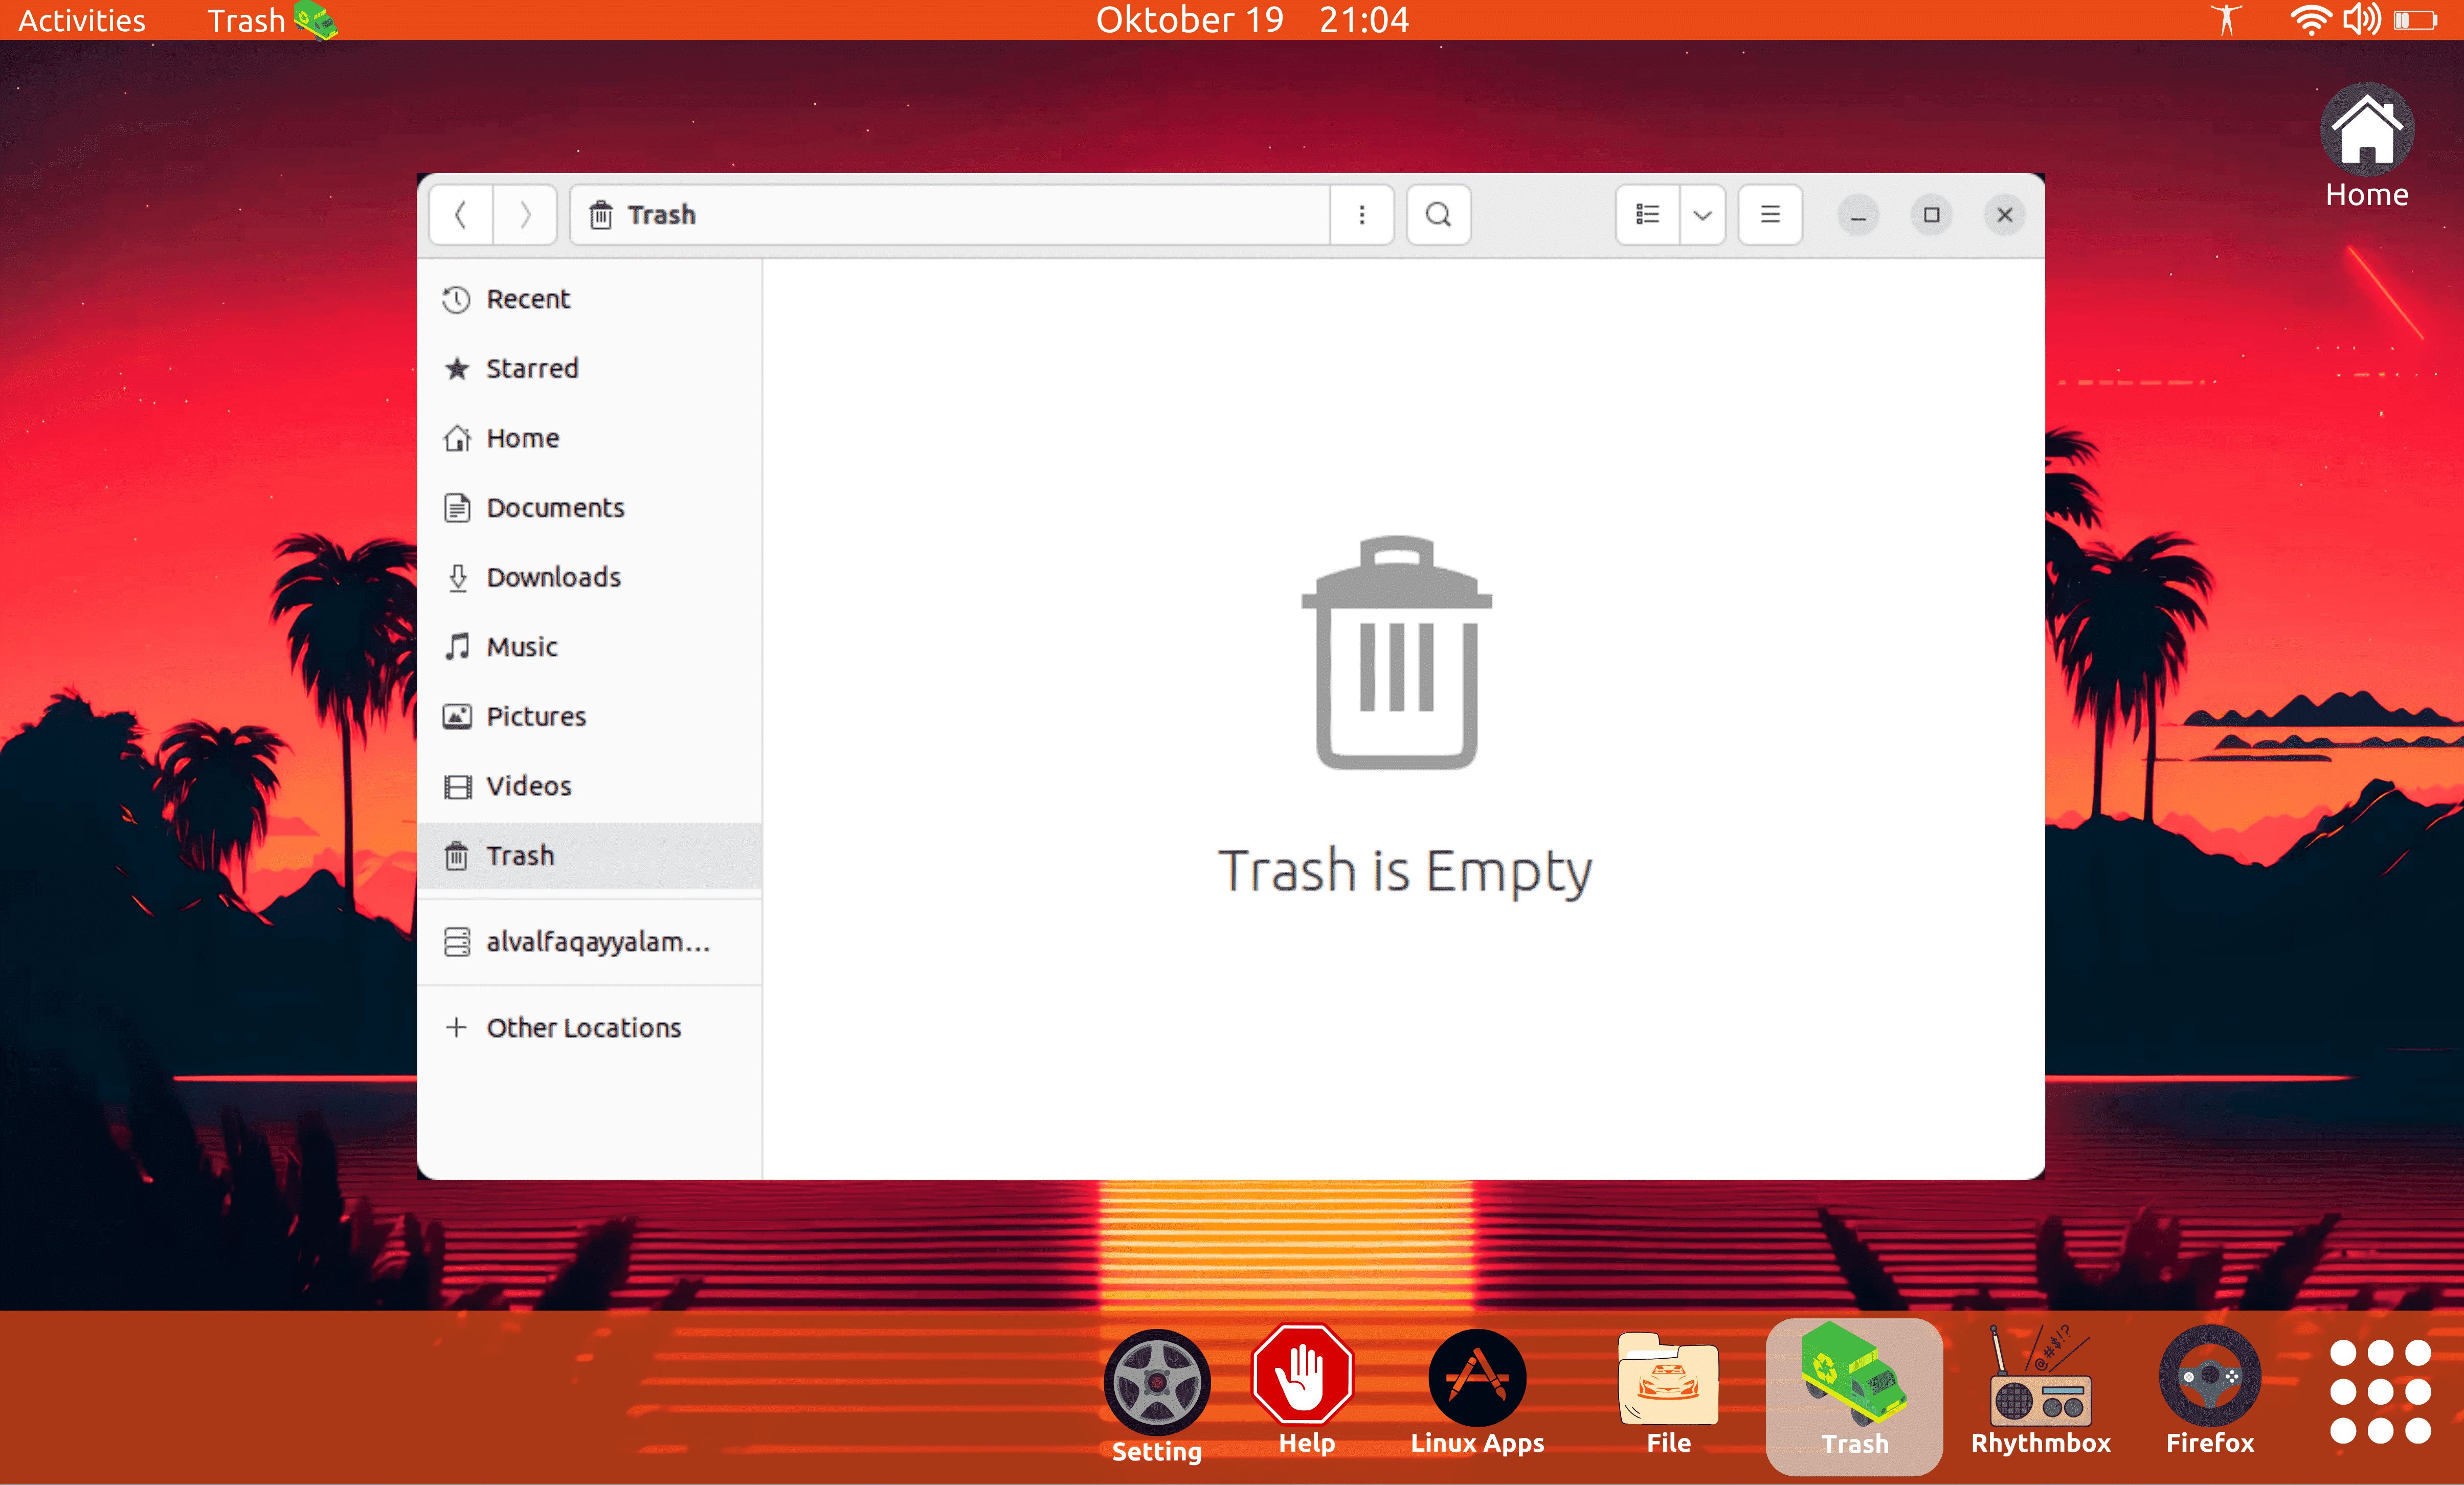 Activities Trash Oktober 19 21:04
Home
Trash
Recent
Starred
Home
Documents
Downloads
Music
Pictures
Videos
Trash
alvalfaqayyalam...
Other Locations
Trash is Empty
@#$!?
Setting Help Linux Apps File Trash Rhythmbox Firefox